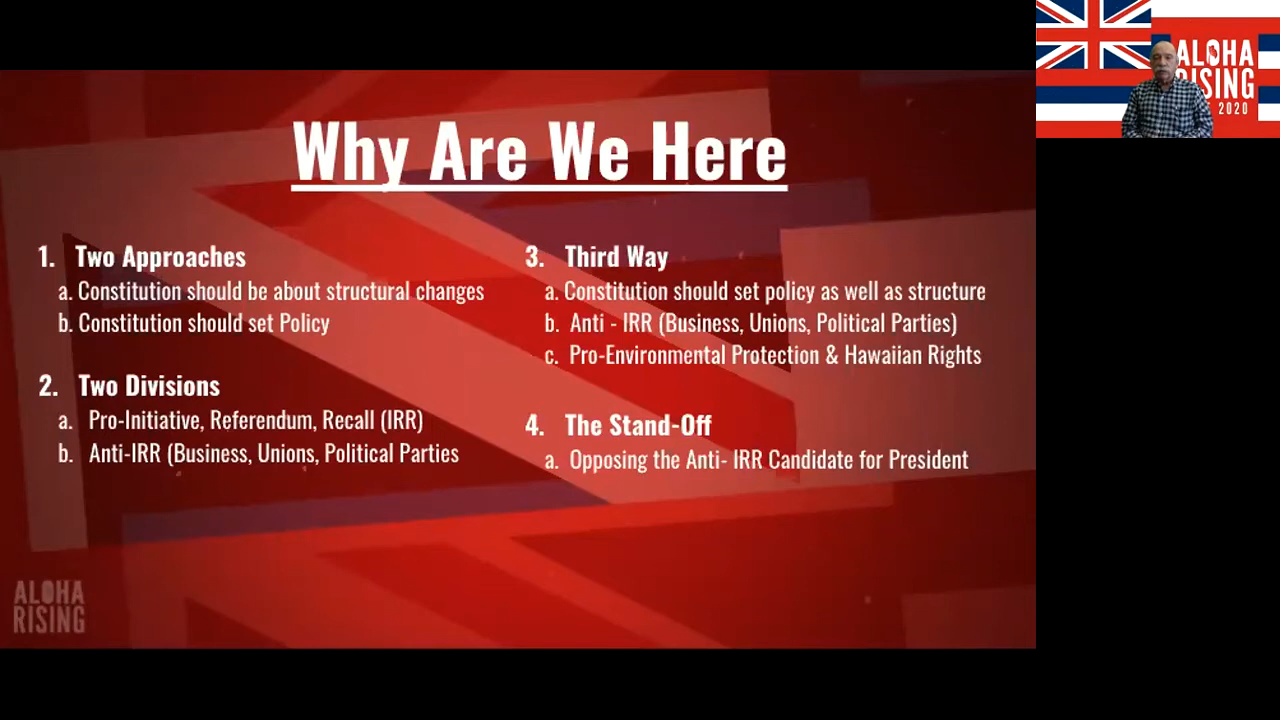 Why Are We Here
1. Two Approaches
a. Constitution should be about structural changes
b. Constitution should set Policy
2. Two Divisions
a. Pro-Initiative, Referendum, Recall (IRR)
b. Anti-IRR (Business, Unions, Political Parties
3. Third Way
a. Constitution should set policy as well as structure
b. Anti - IRR (Business, Unions, Political Parties)
c. Pro-Environmental Protection & Hawaiian Rights
4. The Stand-Off
a. Opposing the Anti- IRR Candidate for President
ALOHA
RISING
ALOHA
RISING
2020